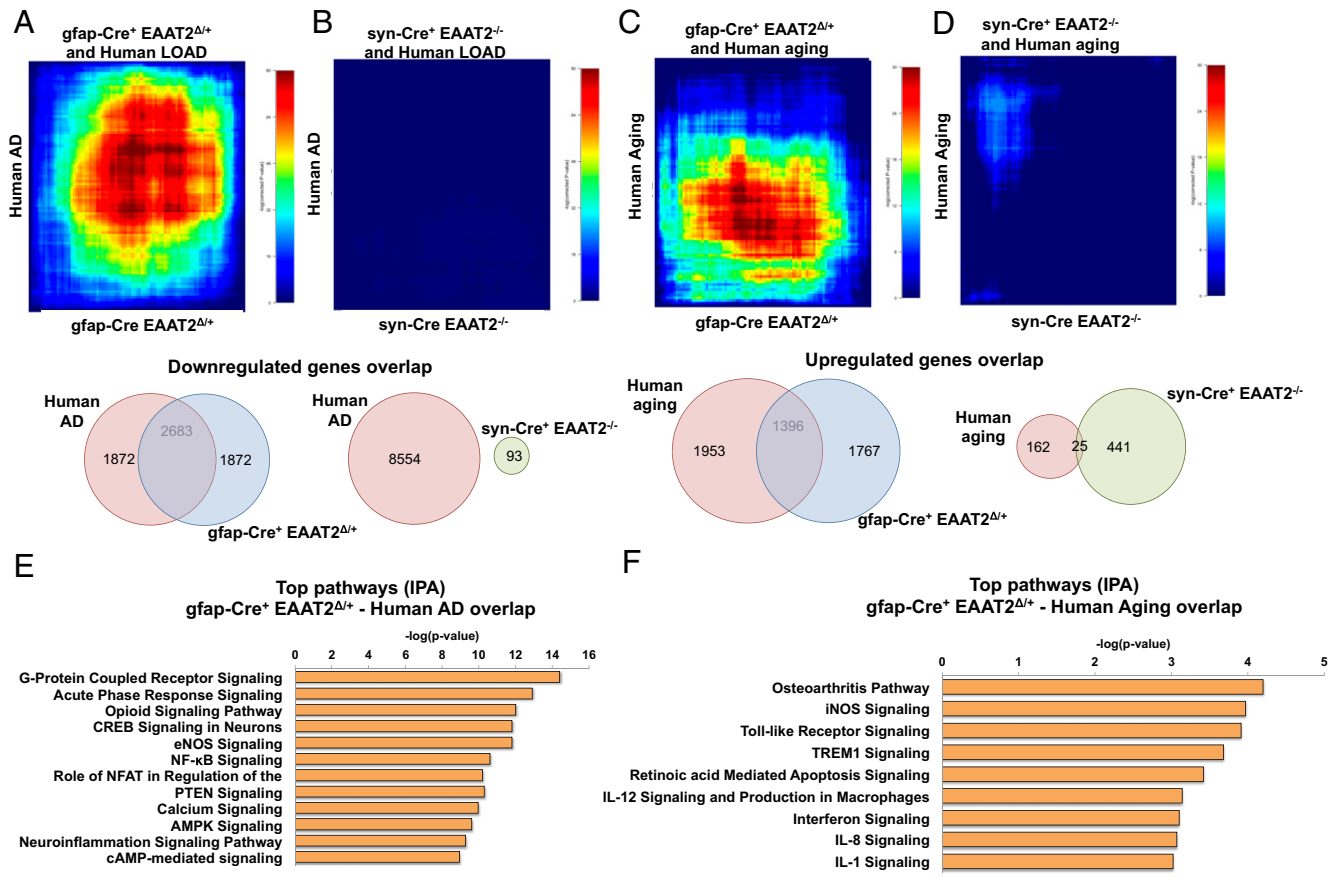 A
gfap-Cre⁺ EAAT2^Δ/+
and Human LOAD
Human AD
gfap-Cre EAAT2^Δ/+
-log(corrected P-value)
B
syn-Cre⁺ EAAT2^-/-
and Human LOAD
Human AD
syn-Cre EAAT2^-/-
C
gfap-Cre⁺ EAAT2^Δ/+
and Human aging
Human Aging
gfap-Cre EAAT2^Δ/+
-log(corrected P-value)
D
syn-Cre⁺ EAAT2^-/-
and Human aging
Human Aging
syn-Cre EAAT2^-/-
Downregulated genes overlap
Human
AD
1872
2683
1872
gfap-Cre⁺ EAAT2^Δ/+
Human
AD
8554
syn-Cre⁺ EAAT2^-/-
93
Upregulated genes overlap
Human
aging
1953
1396
1767
gfap-Cre⁺ EAAT2^Δ/+
Human
aging
162
25
441
syn-Cre⁺ EAAT2^-/-
E
Top pathways (IPA)
gfap-Cre⁺ EAAT2^Δ/+ - Human AD overlap
-log(p-value)
0 2 4 6 8 10 12 14 16
G-Protein Coupled Receptor Signaling
Acute Phase Response Signaling
Opioid Signaling Pathway
CREB Signaling in Neurons
eNOS Signaling
NF-κB Signaling
Role of NFAT in Regulation of the
PTEN Signaling
Calcium Signaling
AMPK Signaling
Neuroinflammation Signaling Pathway
cAMP-mediated signaling
F
Top pathways (IPA)
gfap-Cre⁺ EAAT2^Δ/+ - Human Aging overlap
-log(p-value)
0 1 2 3 4 5
Osteoarthritis Pathway
iNOS Signaling
Toll-like Receptor Signaling
TREM1 Signaling
Retinoic acid Mediated Apoptosis Signaling
IL-12 Signaling and Production in Macrophages
Interferon Signaling
IL-8 Signaling
IL-1 Signaling